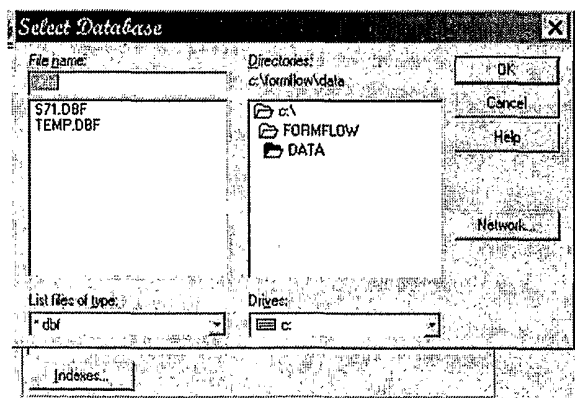 Select Database
File name:
Directories:
c:\formflow\data
OK
S71.DBF
TEMP.DBF
c:\
FORMFLOW
DATA
Cancel
Help
Network...
List files of type:
*.dbf
Drives:
c:
Indexes...